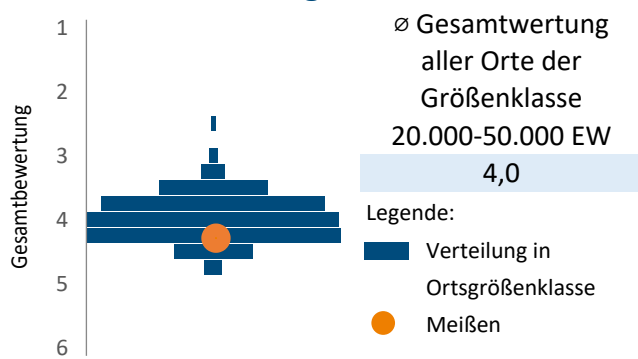 Gesamtbewertung
1
2
3
4
5
6
⌀ Gesamtwertung
aller Orte der
Größenklasse
20.000-50.000 EW
4,0
Legende:
Verteilung in
Ortsgrößenklasse
Meißen